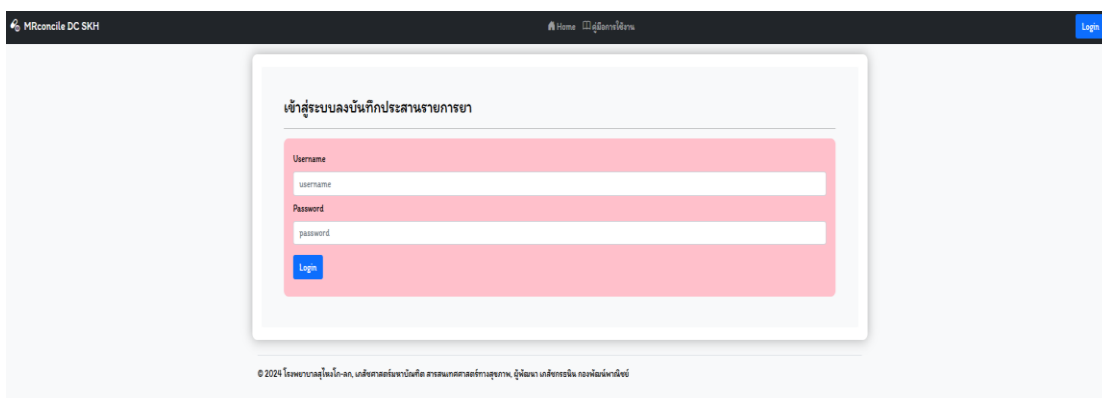 MRconcile DC SKH
Home คู่มือการใช้งาน
Login
เข้าสู่ระบบลงบันทึกประสานรายการยา
Username
username
Password
password
Login
© 2024 โรงพยาบาลสุไหงโก-ลก, เภสัชศาสตร์มหาบัณฑิต สารสนเทศศาสตร์ทางสุขภาพ, ผู้พัฒนา เภสัชกรธนิน กองพัฒน์พาณิชย์